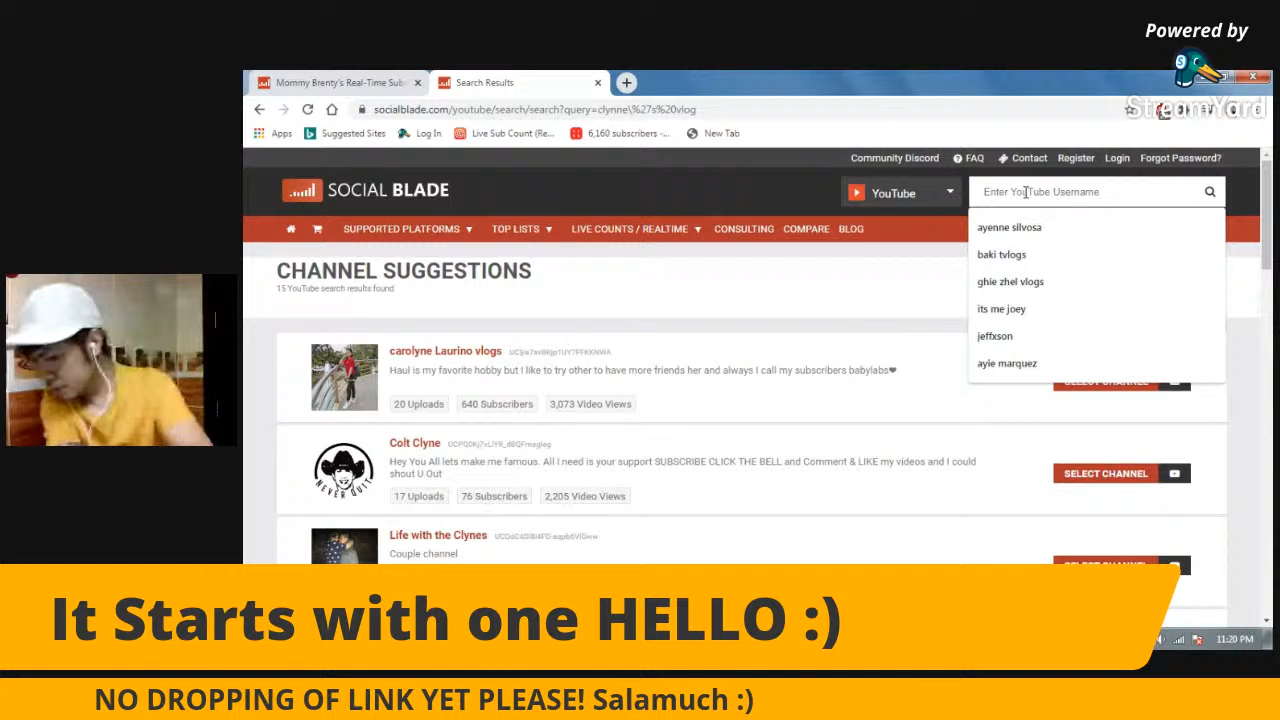 Powered by
StreamYard
Mommy Brenty's Real-Time Sub
Search Results
socialblade.com/youtube/search/search?query=clynne\%27s%20vlog
Apps
Suggested Sites
Log In
Live Sub Count (Re...
6,160 subscribers -...
New Tab
Community Discord
FAQ
Contact
Register
Login
Forgot Password?
SOCIAL BLADE
YouTube
Enter YouTube Username
SUPPORTED PLATFORMS
TOP LISTS
LIVE COUNTS / REALTIME
CONSULTING
COMPARE
BLOG
ayenne silvosa
baki tvlogs
ghie zhel vlogs
its me joey
jeffxson
ayie marquez
CHANNEL SUGGESTIONS
15 YouTube search results found
carolyne Laurino vlogs
Haul is my favorite hobby but I like to try other to have more friends her and always I call my subscribers babylabs❤
20 Uploads
640 Subscribers
3,073 Video Views
SELECT CHANNEL
Colt Clyne
Hey You All lets make me famous. All I need is your support SUBSCRIBE CLICK THE BELL and Comment & LIKE my videos and I could
shout U Out
17 Uploads
76 Subscribers
2,205 Video Views
SELECT CHANNEL
NEVER QUIT
Life with the Clynes
Couple channel
11:20 PM
It Starts with one HELLO :)
NO DROPPING OF LINK YET PLEASE! Salamuch :)